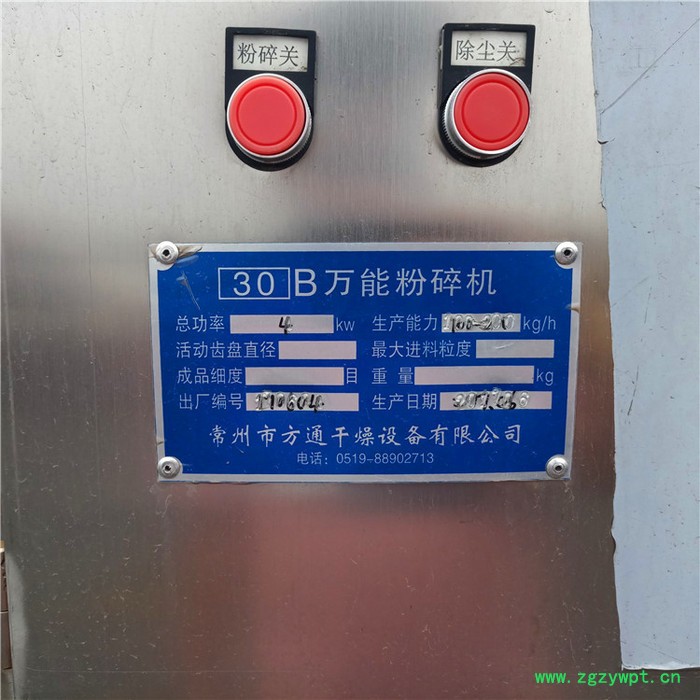 粉碎关 除尘关
30 B万能粉碎机
总功率 4 kw 生产能力 kg/h
活动齿盘直径 最大进料粒度
成品细度 目 重量 kg
出厂编号 170604 生产日期
常州市方通干燥设备有限公司
电话：0519-88902713
www.zgzywpt.cn